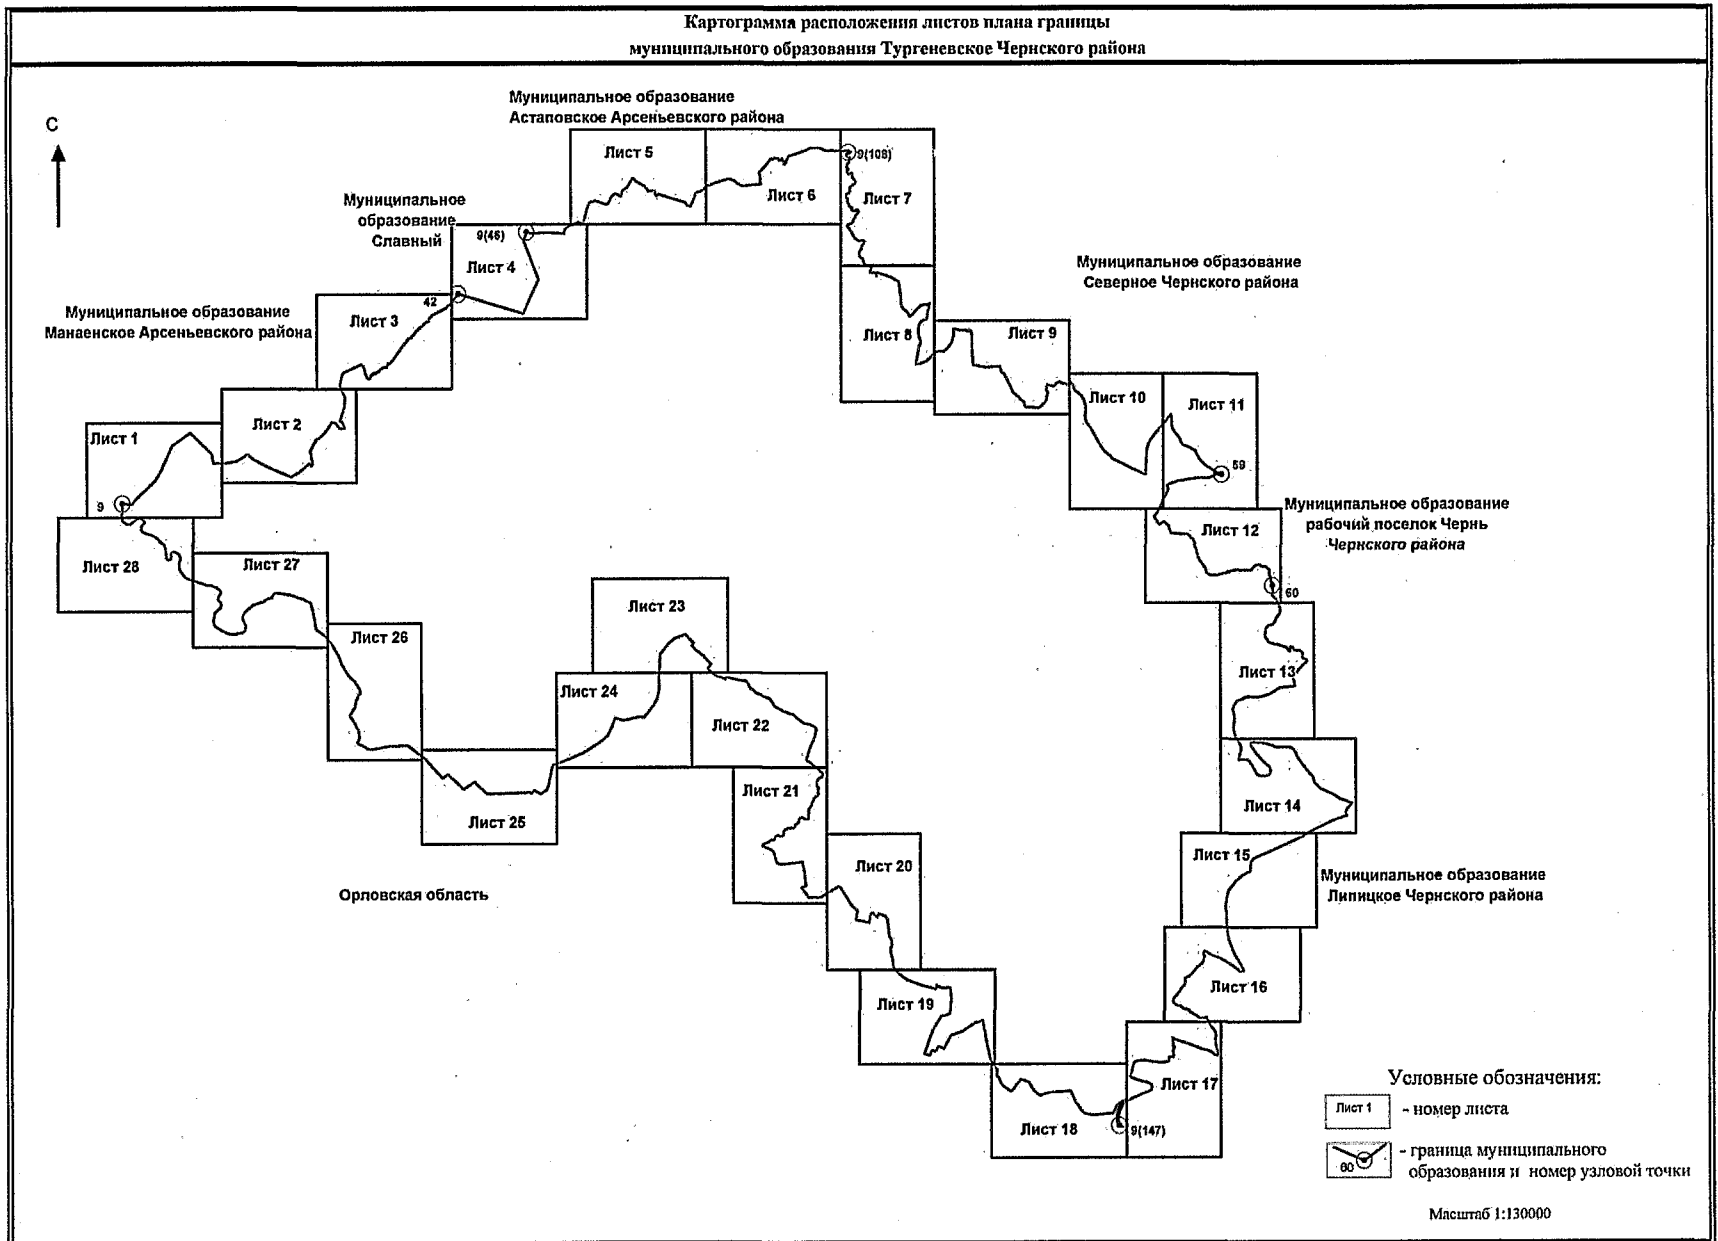 Картограмма расположения листов плана границы
муниципального образования Тургеневское Чернского района
С
Муниципальное образование
Астаповское Арсеньевского района
Лист 5
Лист 6
9(108)
Лист 7
Муниципальное
образование
Славный
9(46)
Лист 4
42
Муниципальное образование
Северное Чернского района
Муниципальное образование
Манаенское Арсеньевского района
Лист 3
Лист 8
Лист 9
Лист 10
Лист 11
Лист 2
Лист 1
9
59
Муниципальное образование
рабочий поселок Чернь
Чернского района
Лист 12
60
Лист 28
Лист 27
Лист 26
Лист 23
Лист 24
Лист 22
Лист 13
Лист 21
Лист 14
Лист 25
Лист 15
Лист 20
Муниципальное образование
Липицкое Чернского района
Орловская область
Лист 16
Лист 19
Лист 17
Лист 18
9(147)
Условные обозначения:
Лист 1
- номер листа
60
- граница муниципального
образования и номер узловой точки
Масштаб 1:130000